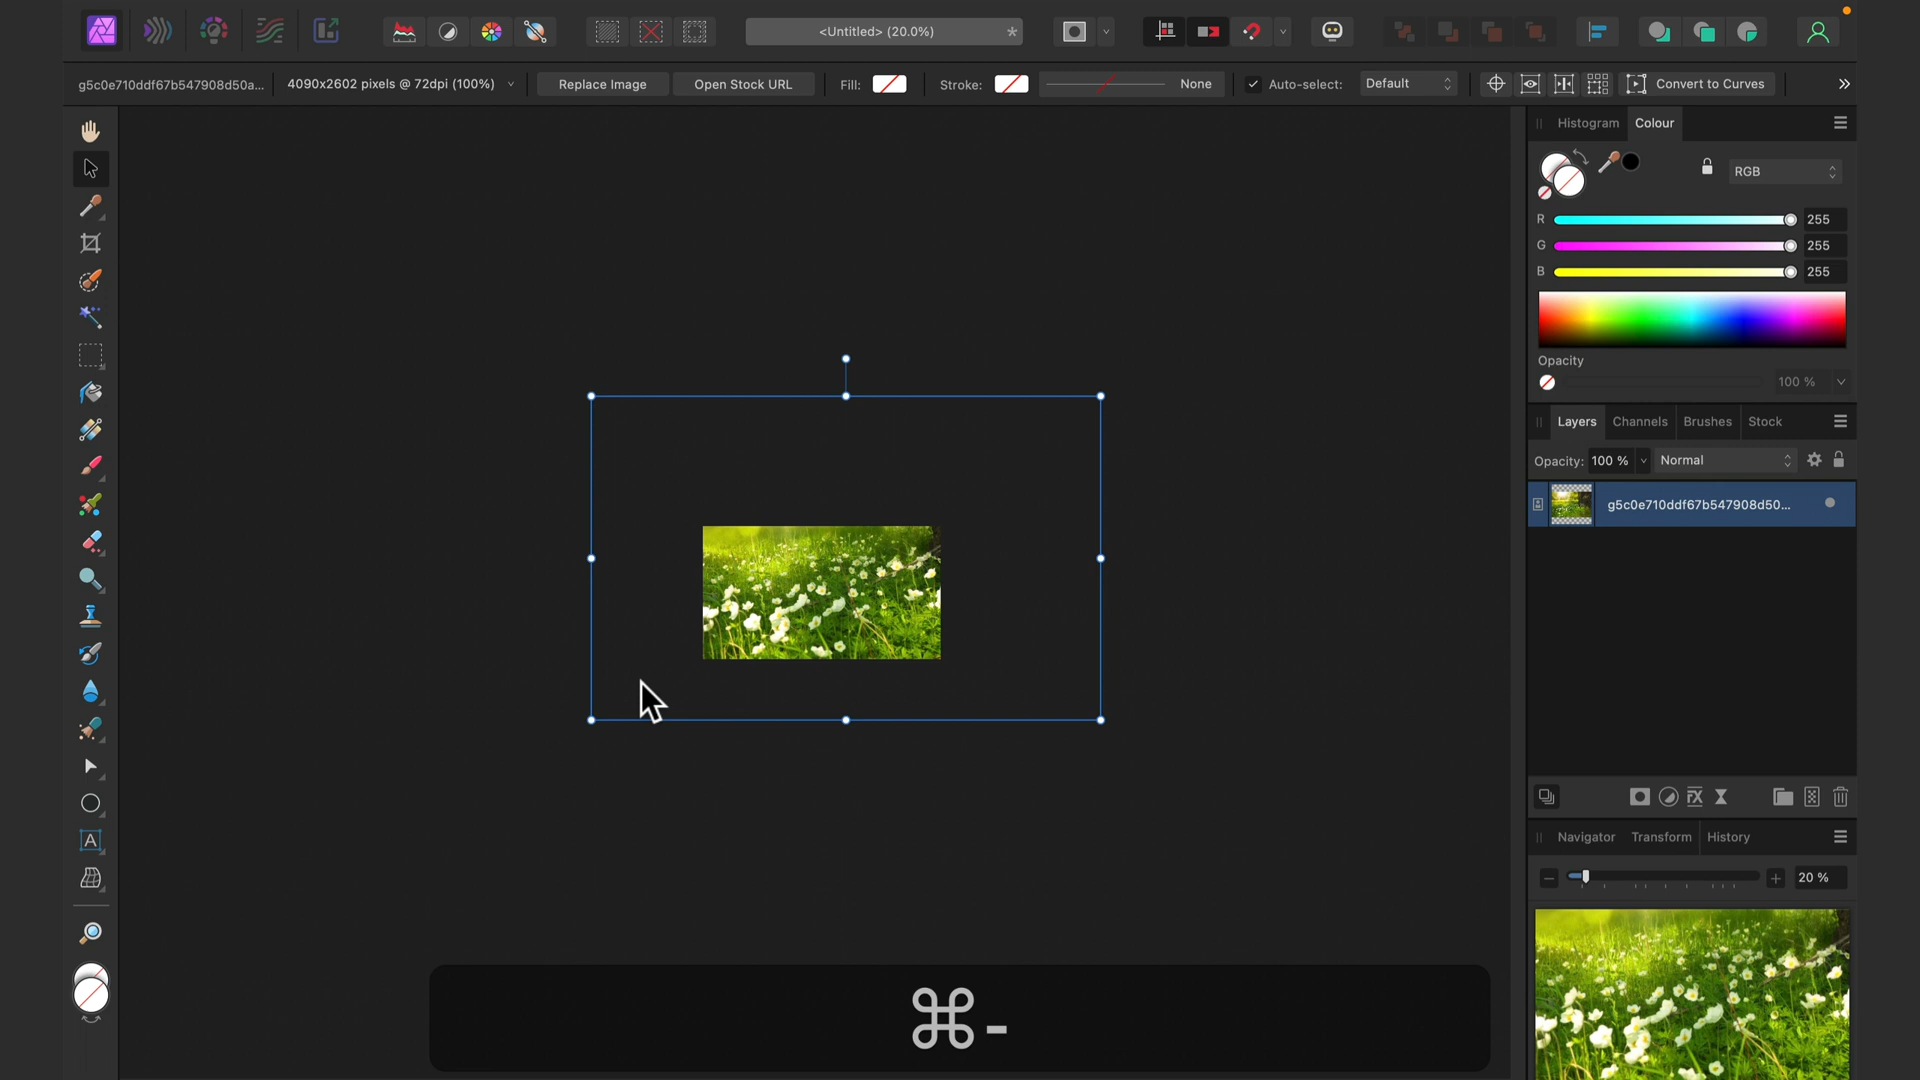 <Untitled> (20.0%)
*
g5c0e710ddf67b547908d50a...
4090x2602 pixels @ 72dpi (100%)
Replace Image
Open Stock URL
Fill:
Stroke:
None
Auto-select:
Default
Convert to Curves
Histogram
Colour
RGB
R
255
G
255
B
255
Opacity
100 %
Layers
Channels
Brushes
Stock
Opacity: 100 %
Normal
g5c0e710ddf67b547908d50...
FX
A
Navigator
Transform
History
20 %
⌘-